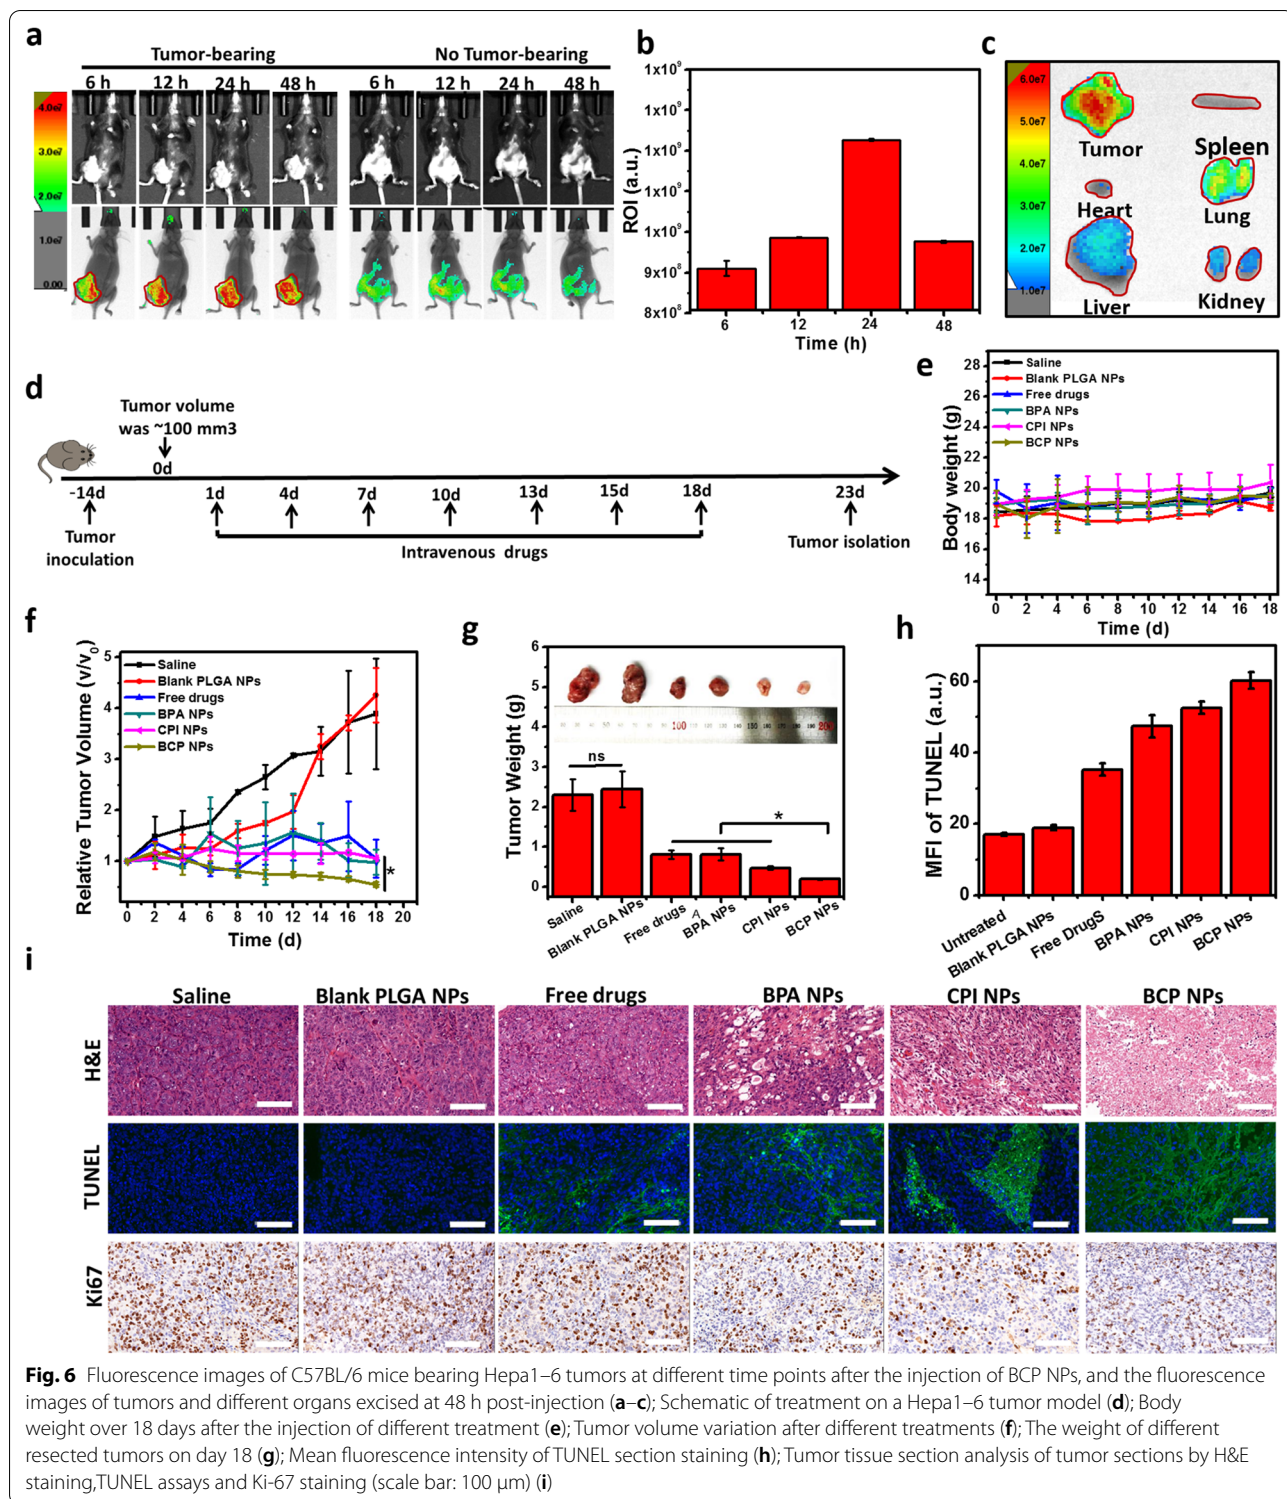 a
Tumor-bearing
No Tumor-bearing
6 h 12 h 24 h 48 h 6 h 12 h 24 h 48 h
4.0e7
3.0e7
2.0e7
1.0e7
0.00
b
1x10⁹
1x10⁹
1x10⁹
1x10⁹
1x10⁹
9x10⁸
8x10⁸
ROI (a.u.)
6 12 24 48
Time (h)
c
6.0e7
5.0e7
4.0e7
3.0e7
2.0e7
1.0e7
Tumor Spleen
Heart Lung
Liver Kidney
d
Tumor volume
was ~100 mm3
0d
-14d 1d 4d 7d 10d 13d 15d 18d 23d
Tumor
inoculation
Intravenous drugs
Tumor isolation
e
Saline
Blank PLGA NPs
Free drugs
BPA NPs
CPI NPs
BCP NPs
28
26
24
22
20
18
16
14
Body weight (g)
0 2 4 6 8 10 12 14 16 18
Time (d)
f
Saline
Blank PLGA NPs
Free drugs
BPA NPs
CPI NPs
BCP NPs
5
4
3
2
1
0
Relative Tumor Volume (v/v₀)
*
0 2 4 6 8 10 12 14 16 18 20
Time (d)
g
6
5
4
3
2
1
0
Tumor Weight (g)
100
200
ns
*
Saline
Blank PLGA NPs
Free drugs
A
BPA NPs
CPI NPs
BCP NPs
h
60
40
20
0
MFI of TUNEL (a.u.)
Untreated
Blank PLGA NPs
Free DrugS
BPA NPs
CPI NPs
BCP NPs
i
Saline Blank PLGA NPs Free drugs BPA NPs CPI NPs BCP NPs
H&E
TUNEL
Ki67
Fig. 6 Fluorescence images of C57BL/6 mice bearing Hepa1–6 tumors at different time points after the injection of BCP NPs, and the fluorescence
images of tumors and different organs excised at 48 h post-injection (a–c); Schematic of treatment on a Hepa1–6 tumor model (d); Body
weight over 18 days after the injection of different treatment (e); Tumor volume variation after different treatments (f); The weight of different
resected tumors on day 18 (g); Mean fluorescence intensity of TUNEL section staining (h); Tumor tissue section analysis of tumor sections by H&E
staining,TUNEL assays and Ki-67 staining (scale bar: 100 μm) (i)